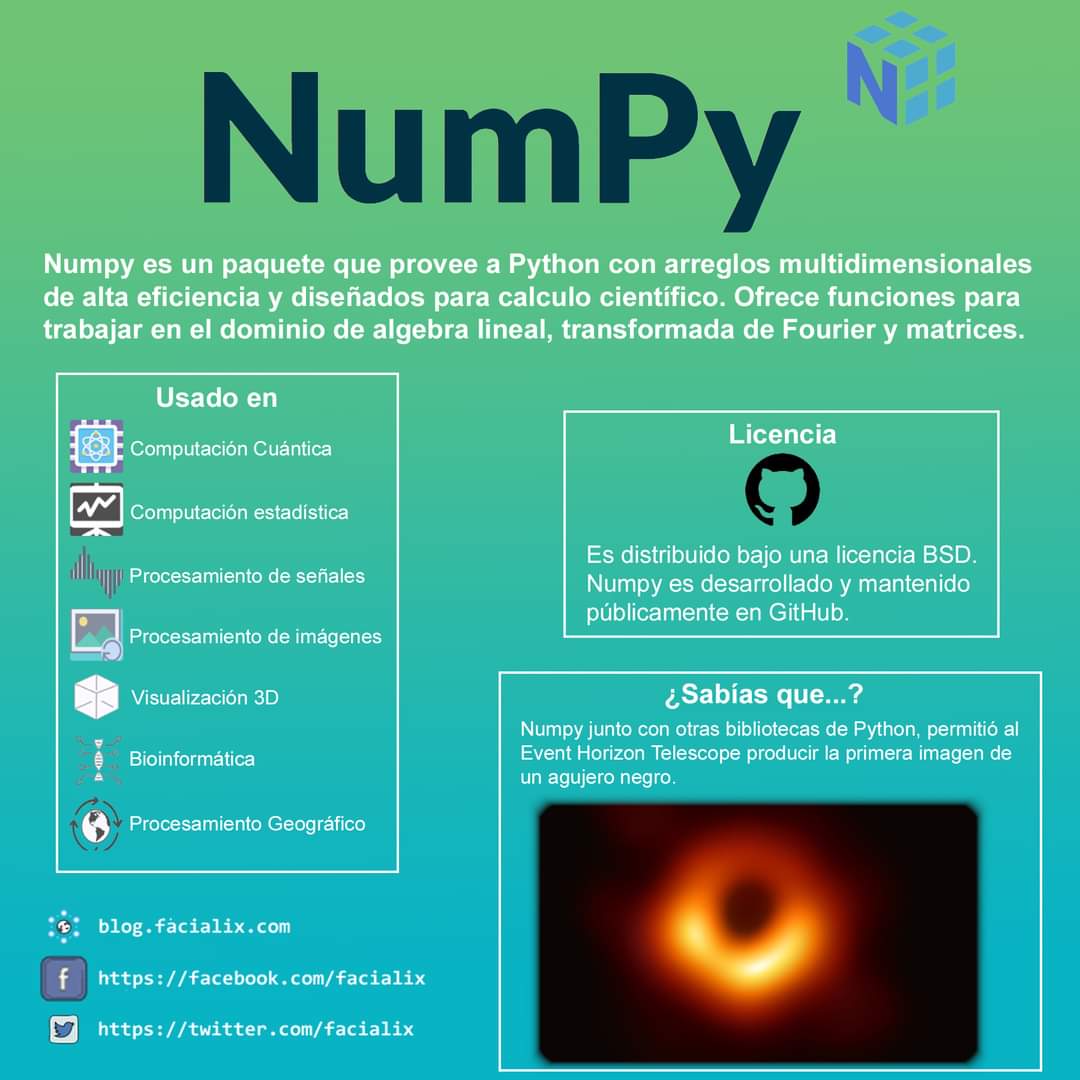 NumPy
N
Numpy es un paquete que provee a Python con arreglos multidimensionales
de alta eficiencia y diseñados para calculo científico. Ofrece funciones para
trabajar en el dominio de algebra lineal, transformada de Fourier y matrices.
Usado en
Computación Cuántica
Computación estadística
Procesamiento de señales
Procesamiento de imágenes
Visualización 3D
Bioinformática
Procesamiento Geográfico
Licencia
Es distribuido bajo una licencia BSD.
Numpy es desarrollado y mantenido
públicamente en GitHub.
¿Sabías que...?
Numpy junto con otras bibliotecas de Python, permitió al
Event Horizon Telescope producir la primera imagen de
un agujero negro.
blog.facialix.com
f
https://facebook.com/facialix
https://twitter.com/facialix